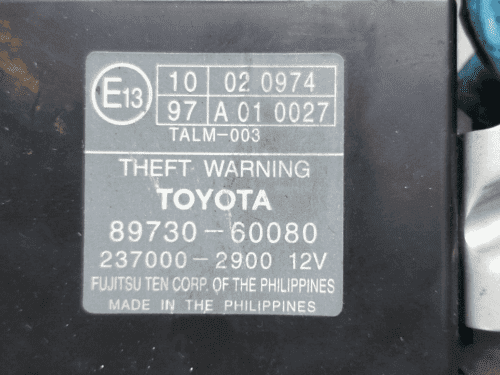 E13
10 02 0974
97 A 01 0027
TALM-003
THEFT WARNING
TOYOTA
89730-60080
237000-2900 12V
FUJITSU TEN CORP. OF THE PHILIPPINES
MADE IN THE PHILIPPINES